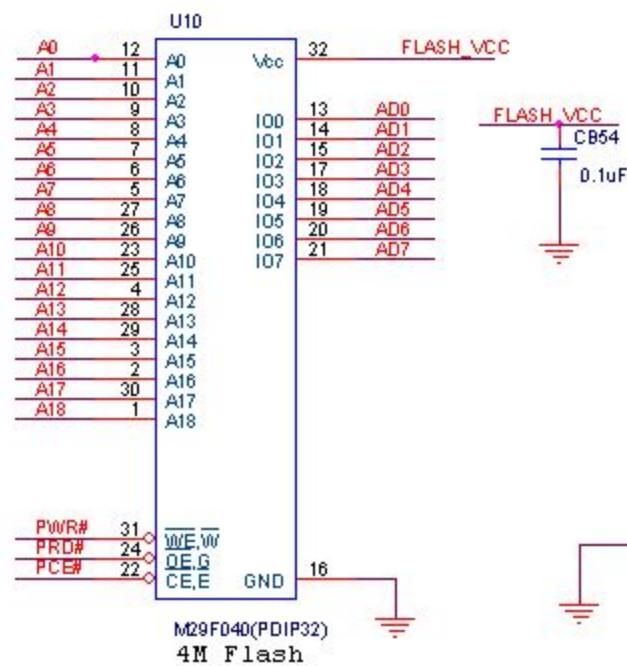 U10
A0 12 A0 Vcc 32 FLASH_VCC
A1 11 A1
A2 10 A2
A3 9 A3 IO0 13 AD0
A4 8 A4 IO1 14 AD1
A5 7 A5 IO2 15 AD2
A6 6 A6 IO3 17 AD3
A7 5 A7 IO4 18 AD4
A8 27 A8 IO5 19 AD5
A9 26 A9 IO6 20 AD6
A10 23 A10 IO7 21 AD7
A11 25 A11
A12 4 A12
A13 28 A13
A14 29 A14
A15 3 A15
A16 2 A16
A17 30 A17
A18 1 A18
PWR# 31 WE,W
PRD# 24 OE,G
PCE# 22 CE,E GND 16
M29F040(PDIP32)
4M Flash
FLASH_VCC
CB54
0.1uF